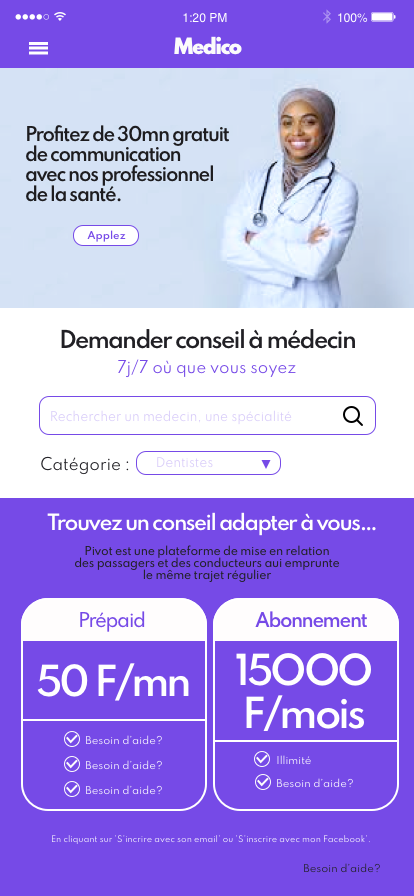 1:20 PM
100%
Medico
Profitez de 30mn gratuit
de communication
avec nos professionnel
de la santé.
Applez
Demander conseil à médecin
7j/7 où que vous soyez
Rechercher un medecin, une spécialité
Catégorie :
Dentistes
Trouvez un conseil adapter à vous...
Pivot est une plateforme de mise en relation
des passagers et des conducteurs aui emprunte
le même trajet régulier
Prépaid
50 F/mn
Besoin d'aide?
Besoin d'aide?
Besoin d'aide?
Abonnement
15000
F/mois
Illimité
Besoin d'aide?
En cliquant sur 'S'incrire avec son email' ou 'S'inscrire avec mon Facebook'.
Besoin d'aide?